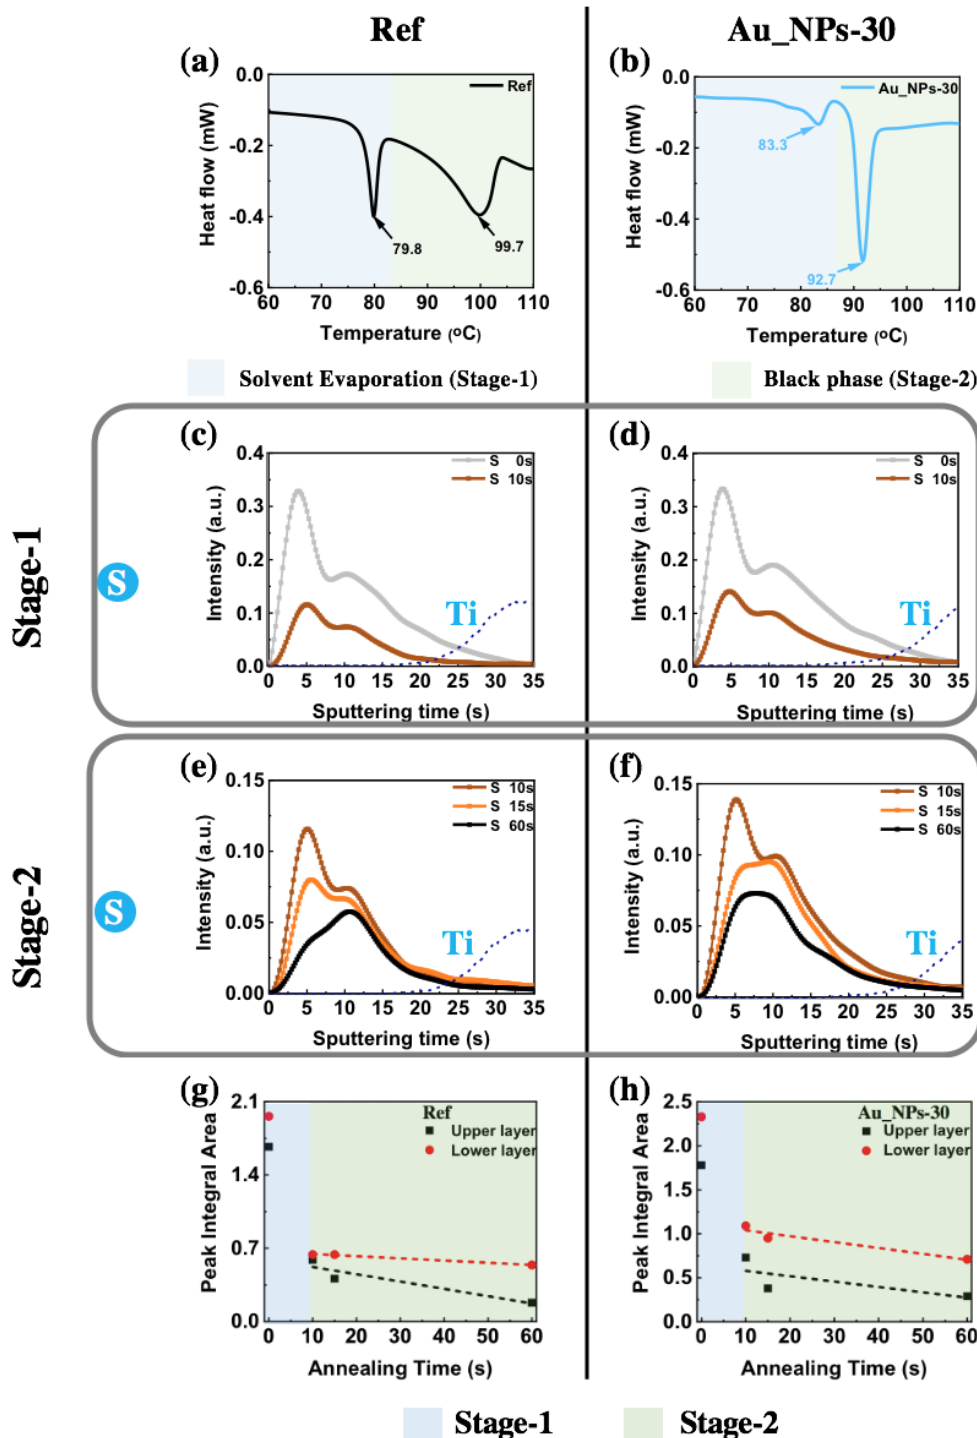 Ref
Au_NPs-30
(a)
(b)
0.0
-0.2
-0.4
-0.6
Heat flow (mW)
Ref
79.8
99.7
60 70 80 90 100 110
Temperature (oC)
0.0
-0.2
-0.4
-0.6
Heat flow (mW)
Au_NPs-30
83.3
92.7
60 70 80 90 100 110
Temperature (oC)
Solvent Evaporation (Stage-1)
Black phase (Stage-2)
Stage-1
S
(c)
0.4
0.3
0.2
0.1
0.0
Intensity (a.u.)
S 0s
S 10s
Ti
0 5 10 15 20 25 30 35
Sputtering time (s)
(d)
0.4
0.3
0.2
0.1
0.0
Intensity (a.u.)
S 0s
S 10s
Ti
0 5 10 15 20 25 30 35
Sputtering time (s)
Stage-2
S
(e)
0.15
0.10
0.05
0.00
Intensity (a.u.)
S 10s
S 15s
S 60s
Ti
0 5 10 15 20 25 30 35
Sputtering time (s)
(f)
0.15
0.10
0.05
0.00
Intensity (a.u.)
S 10s
S 15s
S 60s
Ti
0 5 10 15 20 25 30 35
Sputtering time (s)
(g)
2.1
1.4
0.7
0.0
Peak Integral Area
Ref
Upper layer
Lower layer
0 10 20 30 40 50 60
Annealing Time (s)
(h)
2.5
2.0
1.5
1.0
0.5
0.0
Peak Integral Area
Au_NPs-30
Upper layer
Lower layer
0 10 20 30 40 50 60
Annealing Time (s)
Stage-1
Stage-2